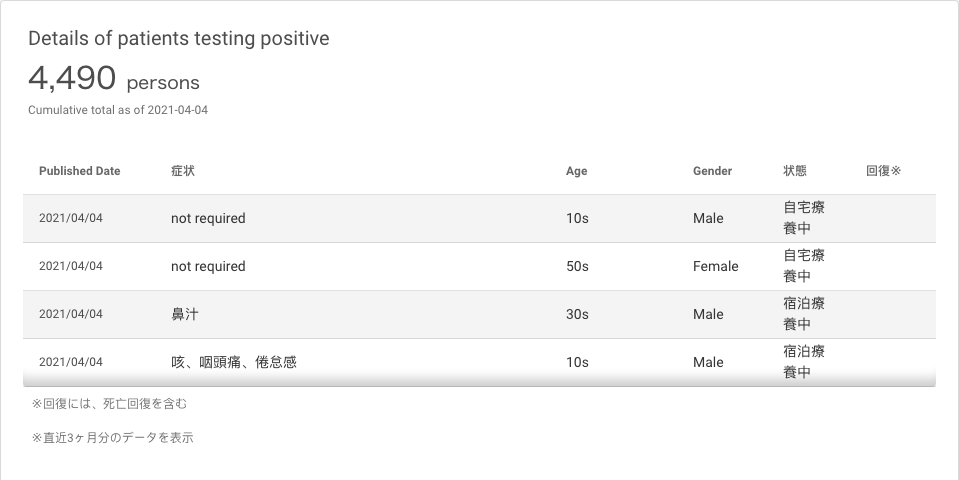 Details of patients testing positive
4,490 persons
Cumulative total as of 2021-04-04
Published Date 症状 Age Gender 状態 回復※
2021/04/04 not required 10s Male 自宅療
養中
2021/04/04 not required 50s Female 自宅療
養中
2021/04/04 鼻汁 30s Male 宿泊療
養中
2021/04/04 咳、咽頭痛、倦怠感 10s Male 宿泊療
養中
※回復には、死亡回復を含む
※直近3ヶ月分のデータを表示